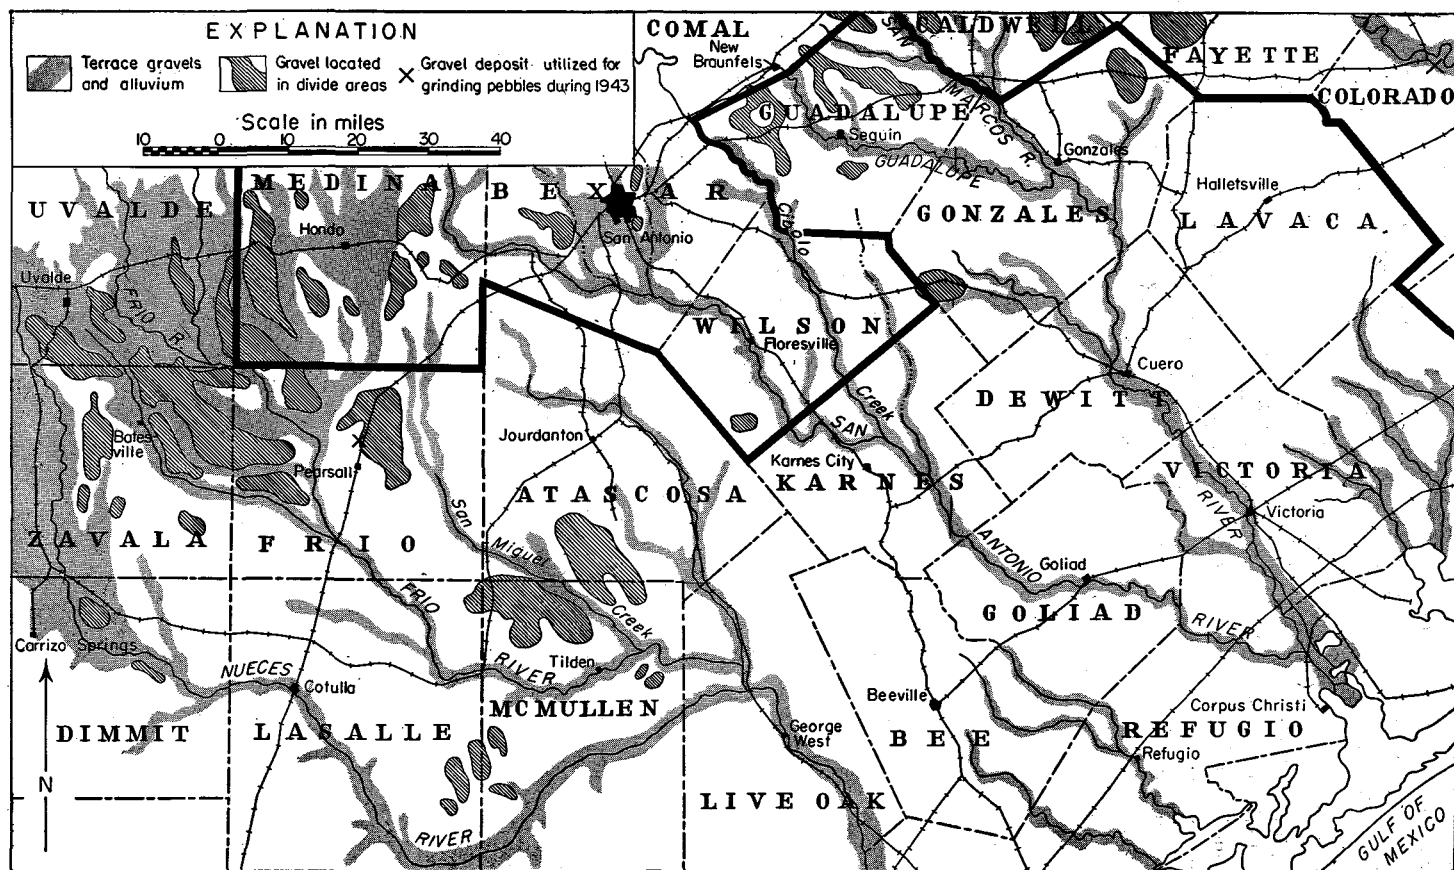 EXPLANATION
Terrace gravels
and alluvium
Gravel located
in divide areas
Gravel deposit utilized for
grinding pebbles during 1943
Scale in miles
10 0 10 20 30 40
COMAL
New
Braunfels
CALDWELL
FAYETTE
COLORADO
SAN
MARCOS R.
GUADALUPE
Seguin
GUADALUPE
Gonzales
GONZALES
Halletsville
LAVACA
UVALDE
MEDINA
BEXAR
Hondo
San Antonio
Cibolo
Uvalde
FRIO R.
WILSON
Floresville
Cuero
DEWITT
Creek
SAN
Batesville
Pearsall
Jourdanton
Karnes City
KARNES
VICTORIA
RIVER
Victoria
ATASCOSA
San
Miguel
Creek
ZAVALA
FRIO
FRIO
ANTONIO
Goliad
GOLIAD
RIVER
Carrizo Springs
NUECES
Cotulla
RIVER
Tilden
MCMULLEN
Beeville
Corpus Christi
DIMMIT
LASALLE
George
West
BEE
REFUGIO
Refugio
N
LIVE OAK
RIVER
GULF OF
MEXICO